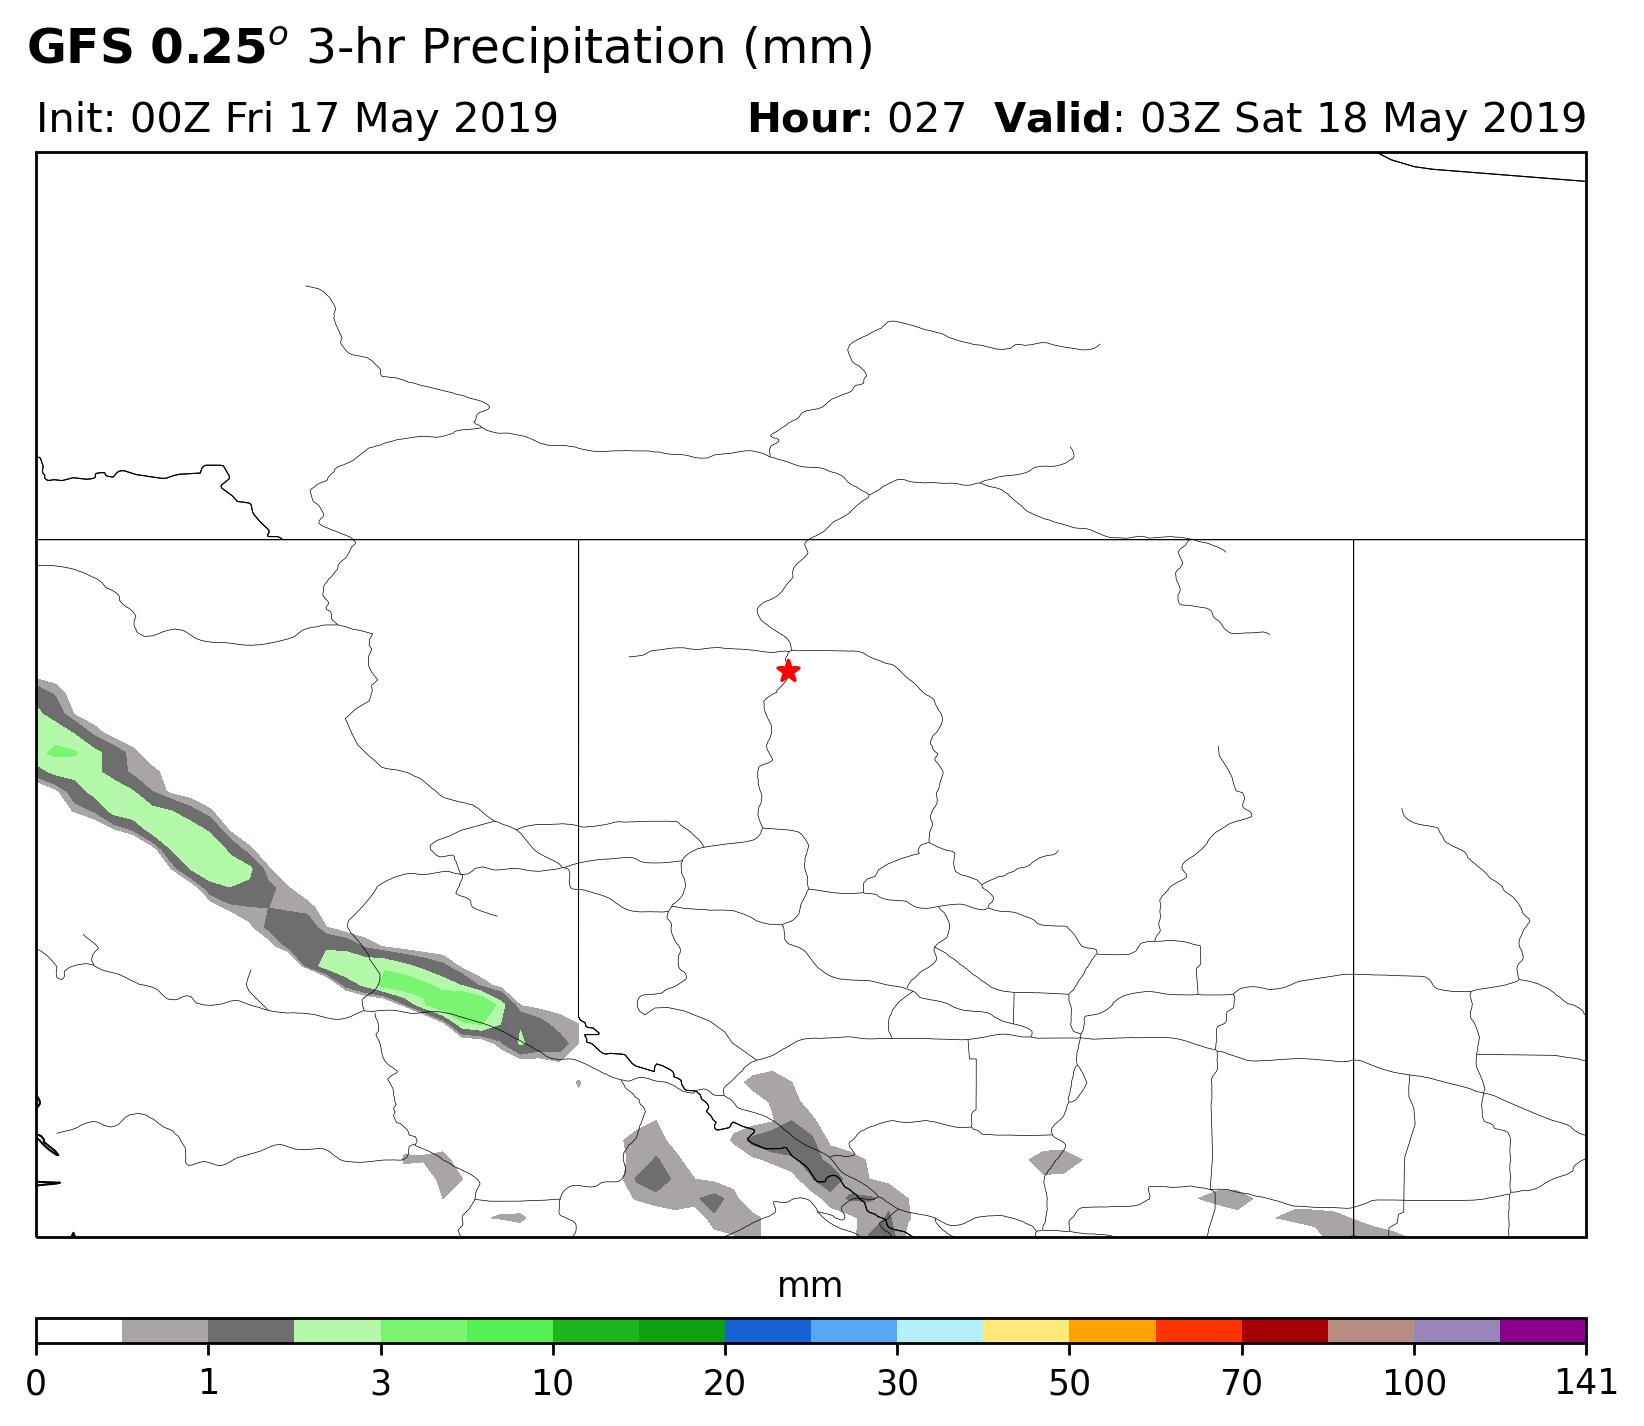 GFS 0.25° 3-hr Precipitation (mm)
Init: 00Z Fri 17 May 2019 Hour: 027 Valid: 03Z Sat 18 May 2019
mm
0 1 3 10 20 30 50 70 100 141